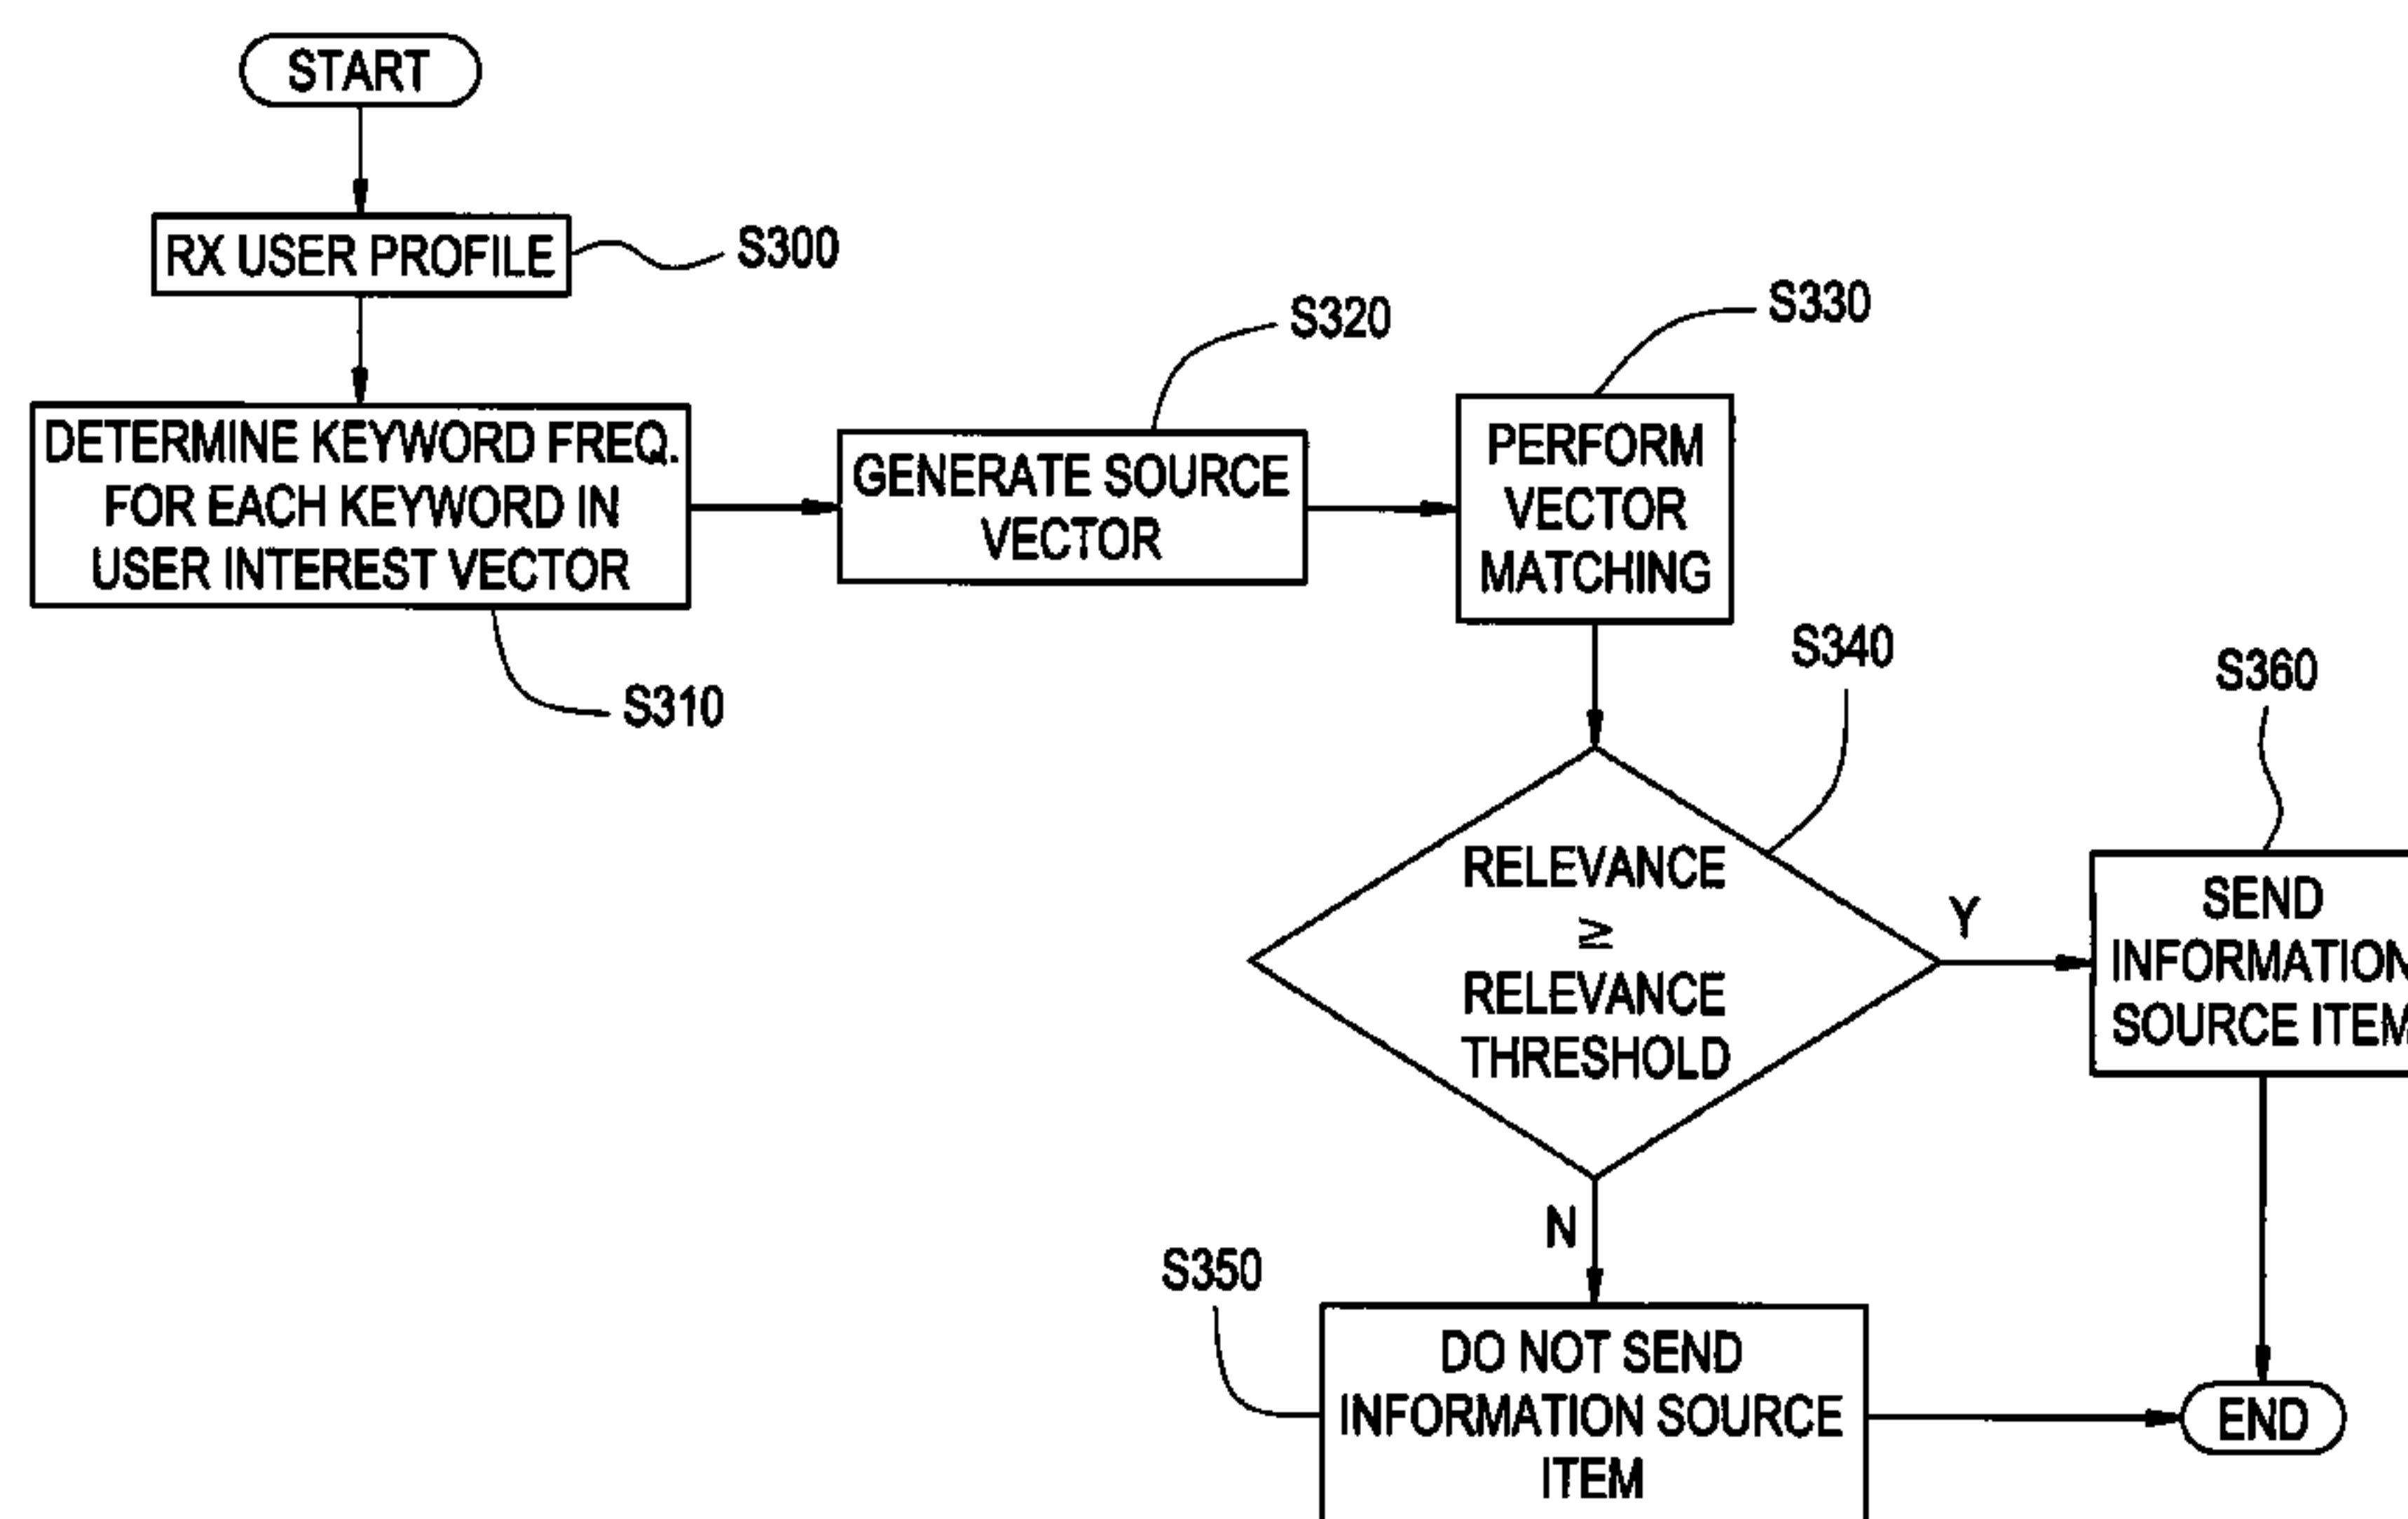 START
RX USER PROFILE
S300
DETERMINE KEYWORD FREQ.
FOR EACH KEYWORD IN
USER INTEREST VECTOR
S310
GENERATE SOURCE
VECTOR
S320
PERFORM
VECTOR
MATCHING
S330
RELEVANCE
≥
RELEVANCE
THRESHOLD
S340
Y
N
SEND
INFORMATION
SOURCE ITEM
S360
S350
DO NOT SEND
INFORMATION SOURCE
ITEM
END